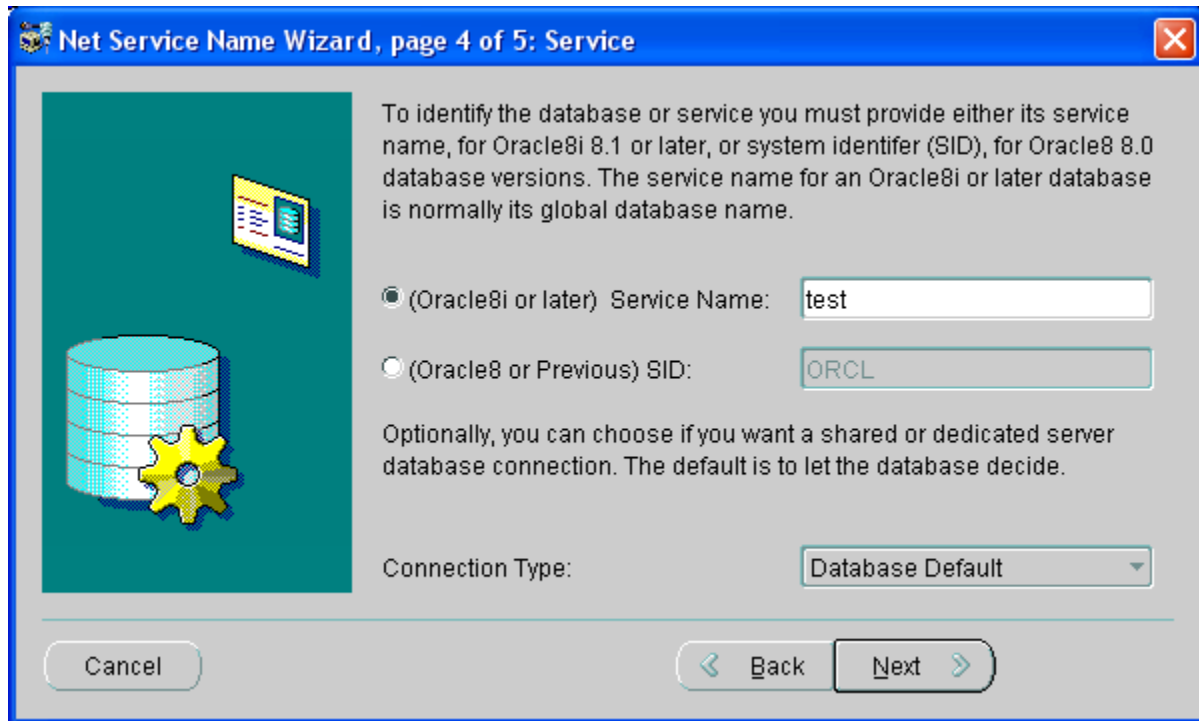 Net Service Name Wizard, page 4 of 5: Service
To identify the database or service you must provide either its service
name, for Oracle8i 8.1 or later, or system identifer (SID), for Oracle8 8.0
database versions. The service name for an Oracle8i or later database
is normally its global database name.
(Oracle8i or later) Service Name: test
(Oracle8 or Previous) SID: ORCL
Optionally, you can choose if you want a shared or dedicated server
database connection. The default is to let the database decide.
Connection Type: Database Default
Cancel Back Next